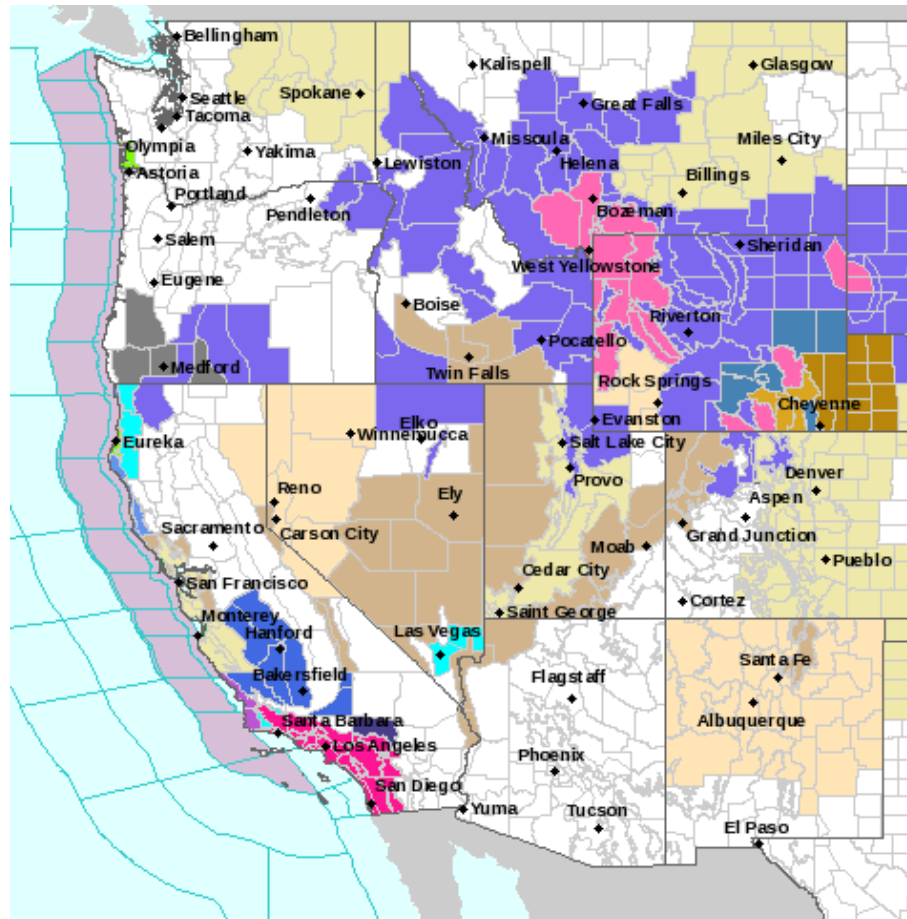 Bellingham
Kalispell
Glasgow
Seattle
Spokane
Great Falls
Tacoma
Missoula
Miles City
Olympia
Yakima
Lewiston
Helena
Astoria
Billings
Portland
Pendleton
Bozeman
Salem
Sheridan
West Yellowstone
Eugene
Boise
Riverton
Pocatello
Medford
Twin Falls
Rock Springs
Cheyenne
Elko
Evanston
Winnemucca
Eureka
Salt Lake City
Denver
Provo
Reno
Ely
Aspen
Sacramento
Carson City
Grand Junction
Moab
Pueblo
San Francisco
Cedar City
Cortez
Monterey
Saint George
Hanford
Las Vegas
Santa Fe
Bakersfield
Flagstaff
Albuquerque
Santa Barbara
Los Angeles
Phoenix
San Diego
Yuma
Tucson
El Paso